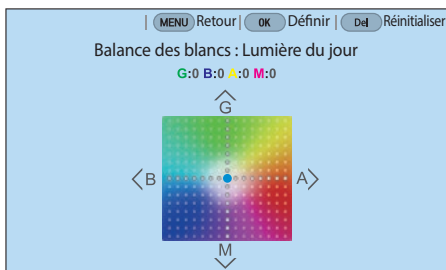 | MENU Retour | OK Définir | Del Réinitialiser
Balance des blancs : Lumière du jour
G:0 B:0 A:0 M:0
G
B A
M